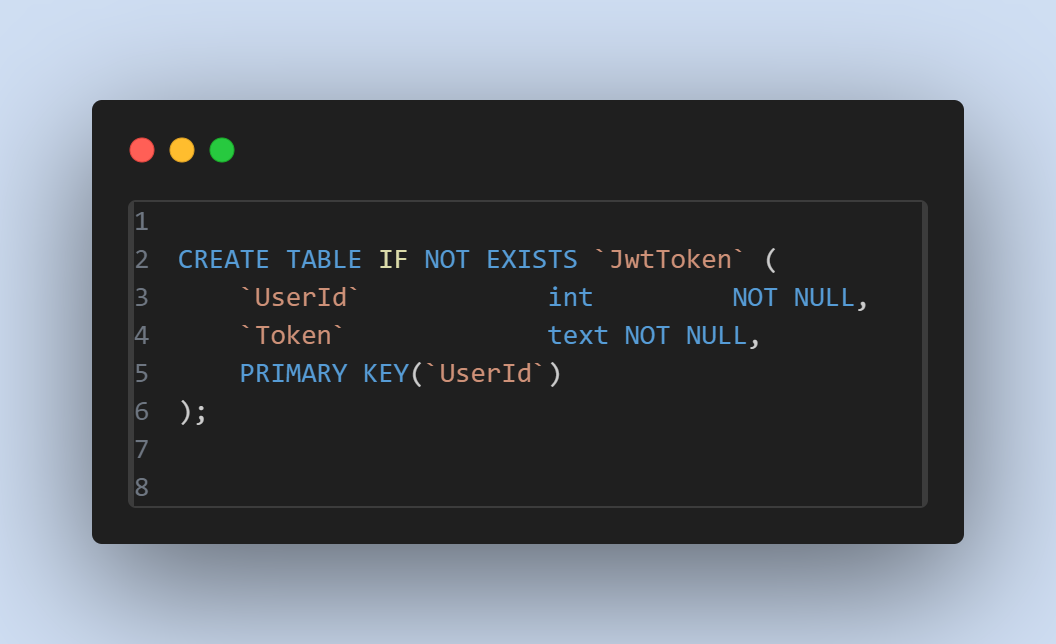 1
2 CREATE TABLE IF NOT EXISTS `JwtToken` (
3     `UserId`            int         NOT NULL,
4     `Token`             text NOT NULL,
5     PRIMARY KEY(`UserId`)
6 );
7
8